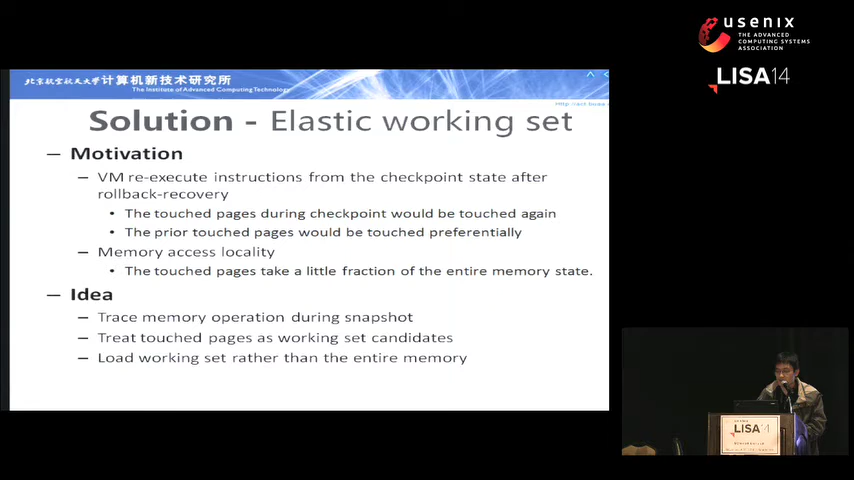 usenix
THE ADVANCED
COMPUTING SYSTEMS
ASSOCIATION
LISA14
北京航空航天大学计算机新技术研究所
The Institute of Advanced Computing Technology
Solution - Elastic working set
– Motivation
– VM re-execute instructions from the checkpoint state after
rollback-recovery
• The touched pages during checkpoint would be touched again
• The prior touched pages would be touched preferentially
– Memory access locality
• The touched pages take a little fraction of the entire memory state.
– Idea
– Trace memory operation during snapshot
– Treat touched pages as working set candidates
– Load working set rather than the entire memory
LISA14